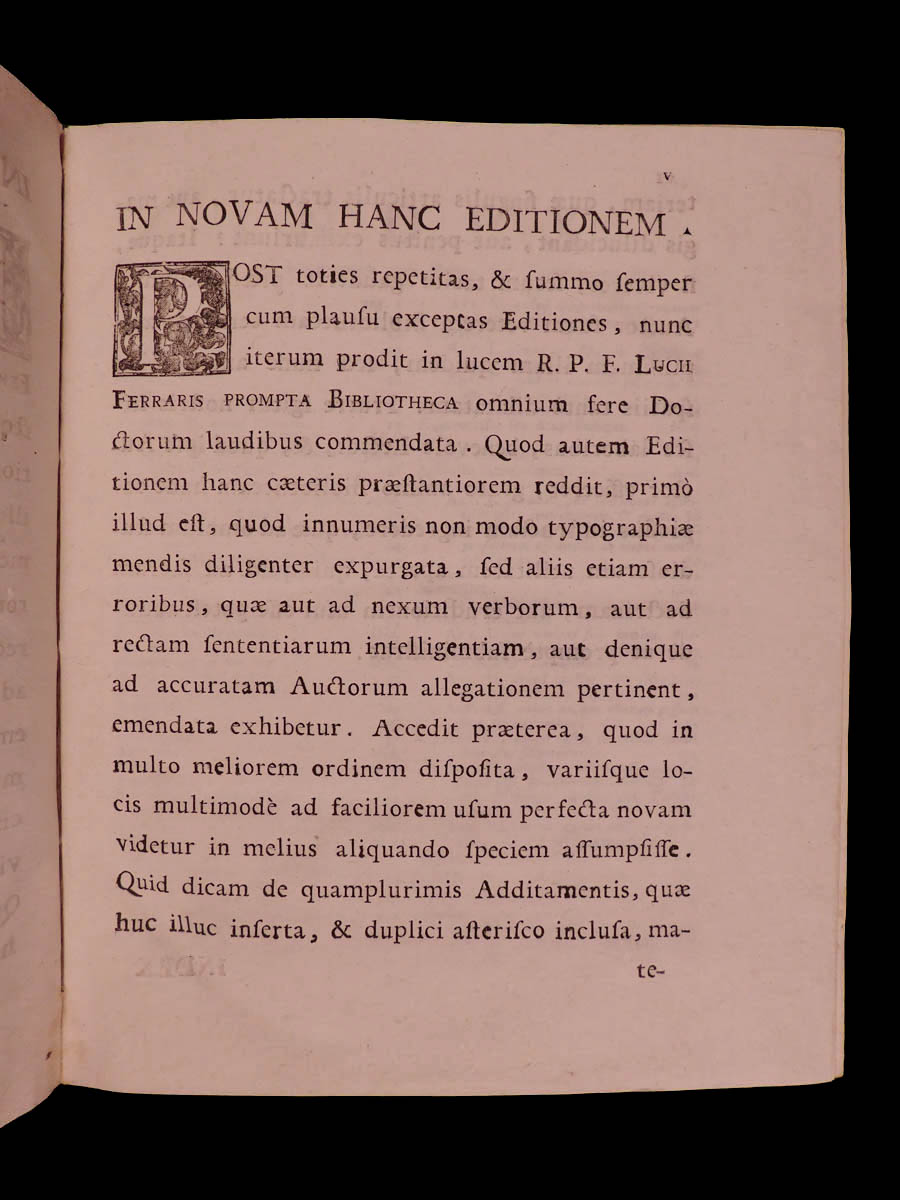 v
IN NOVAM HANC EDITIONEM .
POST toties repetitas, & ſummo ſemper
cum plauſu exceptas Editiones, nunc
iterum prodit in lucem R. P. F. LUCII
FERRARIS PROMPTA BIBLIOTHECA omnium fere Do-
ctorum laudibus commendata. Quod autem Edi-
tionem hanc cæteris præſtantiorem reddit, primò
illud eſt, quod innumeris non modo typographiæ
mendis diligenter expurgata, ſed aliis etiam er-
roribus, quæ aut ad nexum verborum, aut ad
rectam ſententiarum intelligentiam, aut denique
ad accuratam Auctorum allegationem pertinent,
emendata exhibetur. Accedit præterea, quod in
multo meliorem ordinem diſpoſita, variiſque lo-
cis multimodè ad faciliorem uſum perfecta novam
videtur in melius aliquando ſpeciem aſſumpſiſſe.
Quid dicam de quamplurimis Additamentis, quæ
huc illuc inſerta, & duplici aſteriſco incluſa, ma-
te-